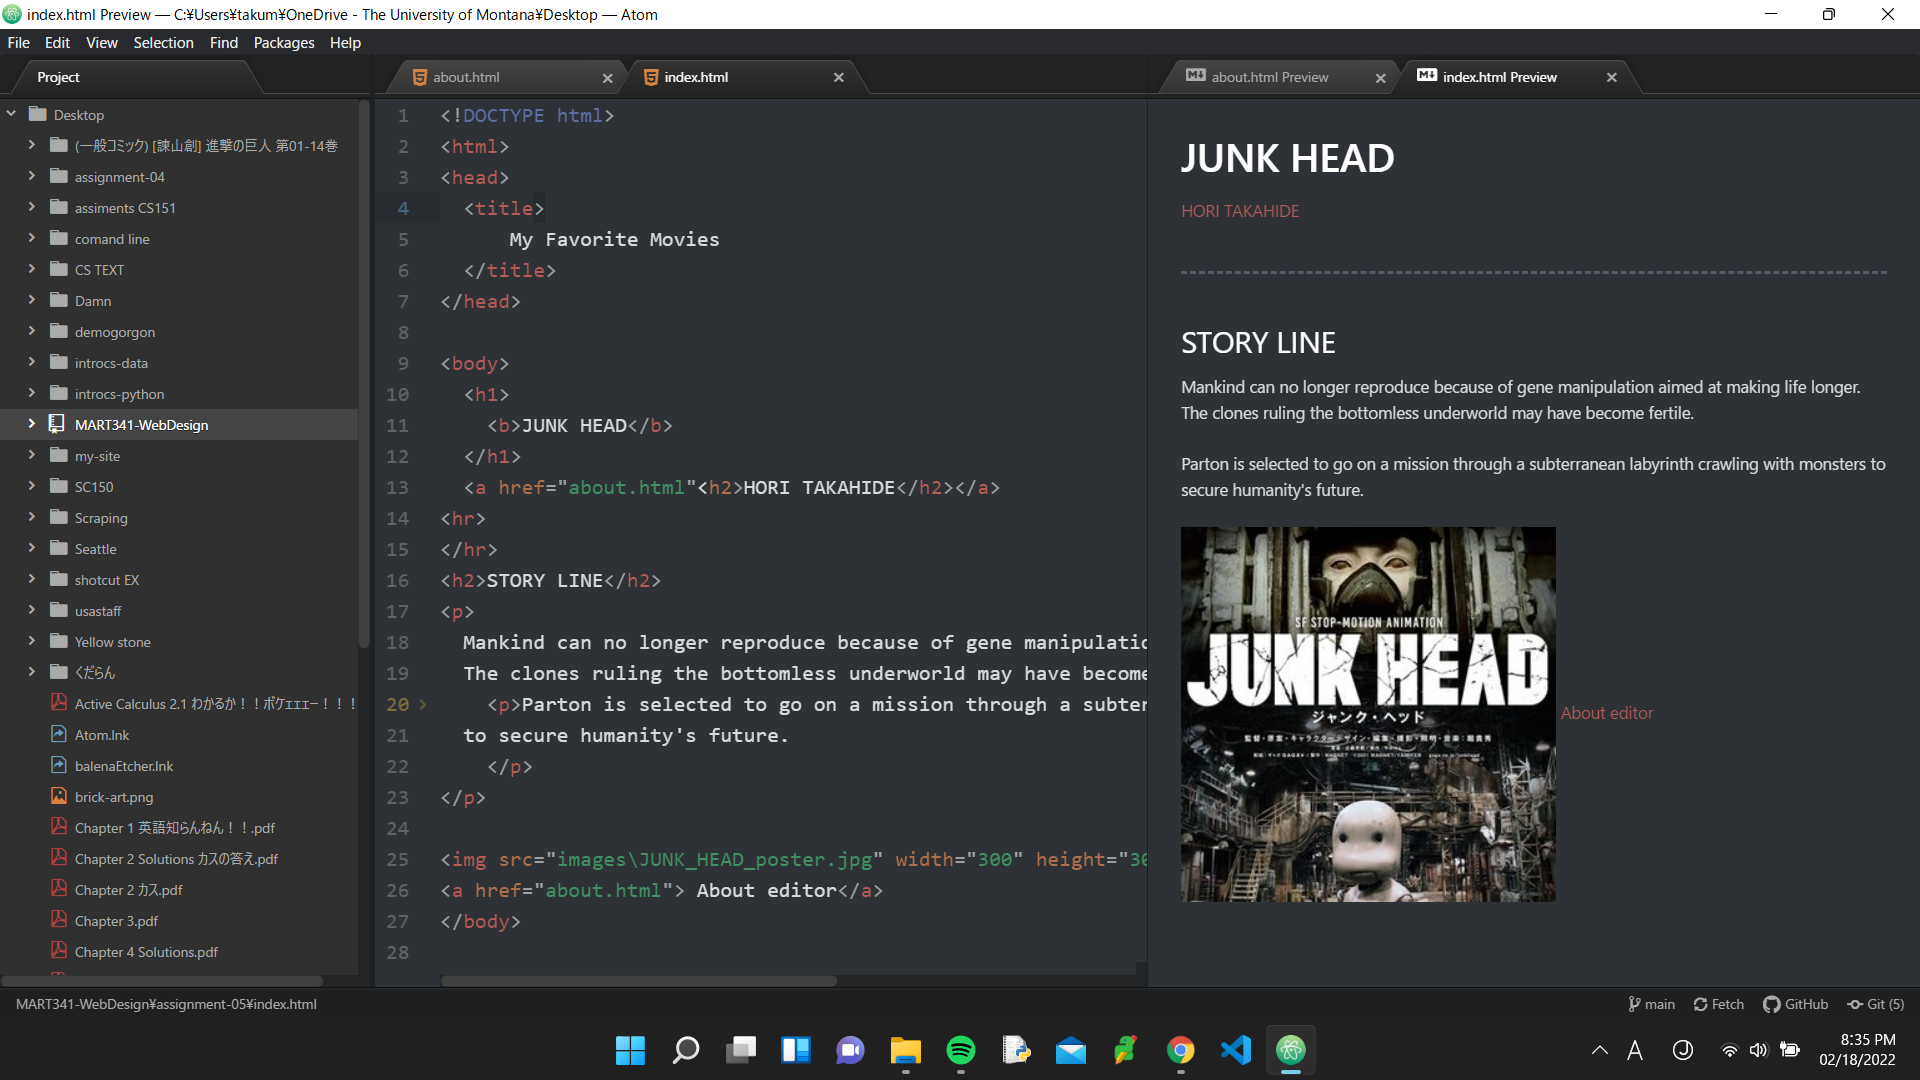 index.html Preview — C:¥Users¥takum¥OneDrive - The University of Montana¥Desktop — Atom
File Edit View Selection Find Packages Help
Project
Desktop
(一般コミック) [諫山創] 進撃の巨人 第01-14巻
assignment-04
assiments CS151
comand line
CS TEXT
Damn
demogorgon
introcs-data
introcs-python
MART341-WebDesign
my-site
SC150
Scraping
Seattle
shotcut EX
usastaff
Yellow stone
くだらん
Active Calculus 2.1 わかるか！！ボケェェェー！！！
Atom.lnk
balenaEtcher.lnk
brick-art.png
Chapter 1 英語知らんねん！！.pdf
Chapter 2 Solutions カスの答え.pdf
Chapter 2 カス.pdf
Chapter 3.pdf
Chapter 4 Solutions.pdf
about.html
index.html
1 <!DOCTYPE html>
2 <html>
3 <head>
4 <title>
5 My Favorite Movies
6 </title>
7 </head>
8
9 <body>
10 <h1>
11 <b>JUNK HEAD</b>
12 </h1>
13 <a href="about.html"<h2>HORI TAKAHIDE</h2></a>
14 <hr>
15 </hr>
16 <h2>STORY LINE</h2>
17 <p>
18 Mankind can no longer reproduce because of gene manipulatio
19 The clones ruling the bottomless underworld may have become
20 <p>Parton is selected to go on a mission through a subter
21 to secure humanity's future.
22 </p>
23 </p>
24
25 <img src="images\JUNK_HEAD_poster.jpg" width="300" height="30
26 <a href="about.html"> About editor</a>
27 </body>
28
about.html Preview
index.html Preview
JUNK HEAD
HORI TAKAHIDE
STORY LINE
Mankind can no longer reproduce because of gene manipulation aimed at making life longer.
The clones ruling the bottomless underworld may have become fertile.
Parton is selected to go on a mission through a subterranean labyrinth crawling with monsters to
secure humanity's future.
SF STOP-MOTION ANIMATION
JUNK HEAD
ジャンク・ヘッド
About editor
MART341-WebDesign¥assignment-05¥index.html
main Fetch GitHub Git (5)
A
8:35 PM
02/18/2022